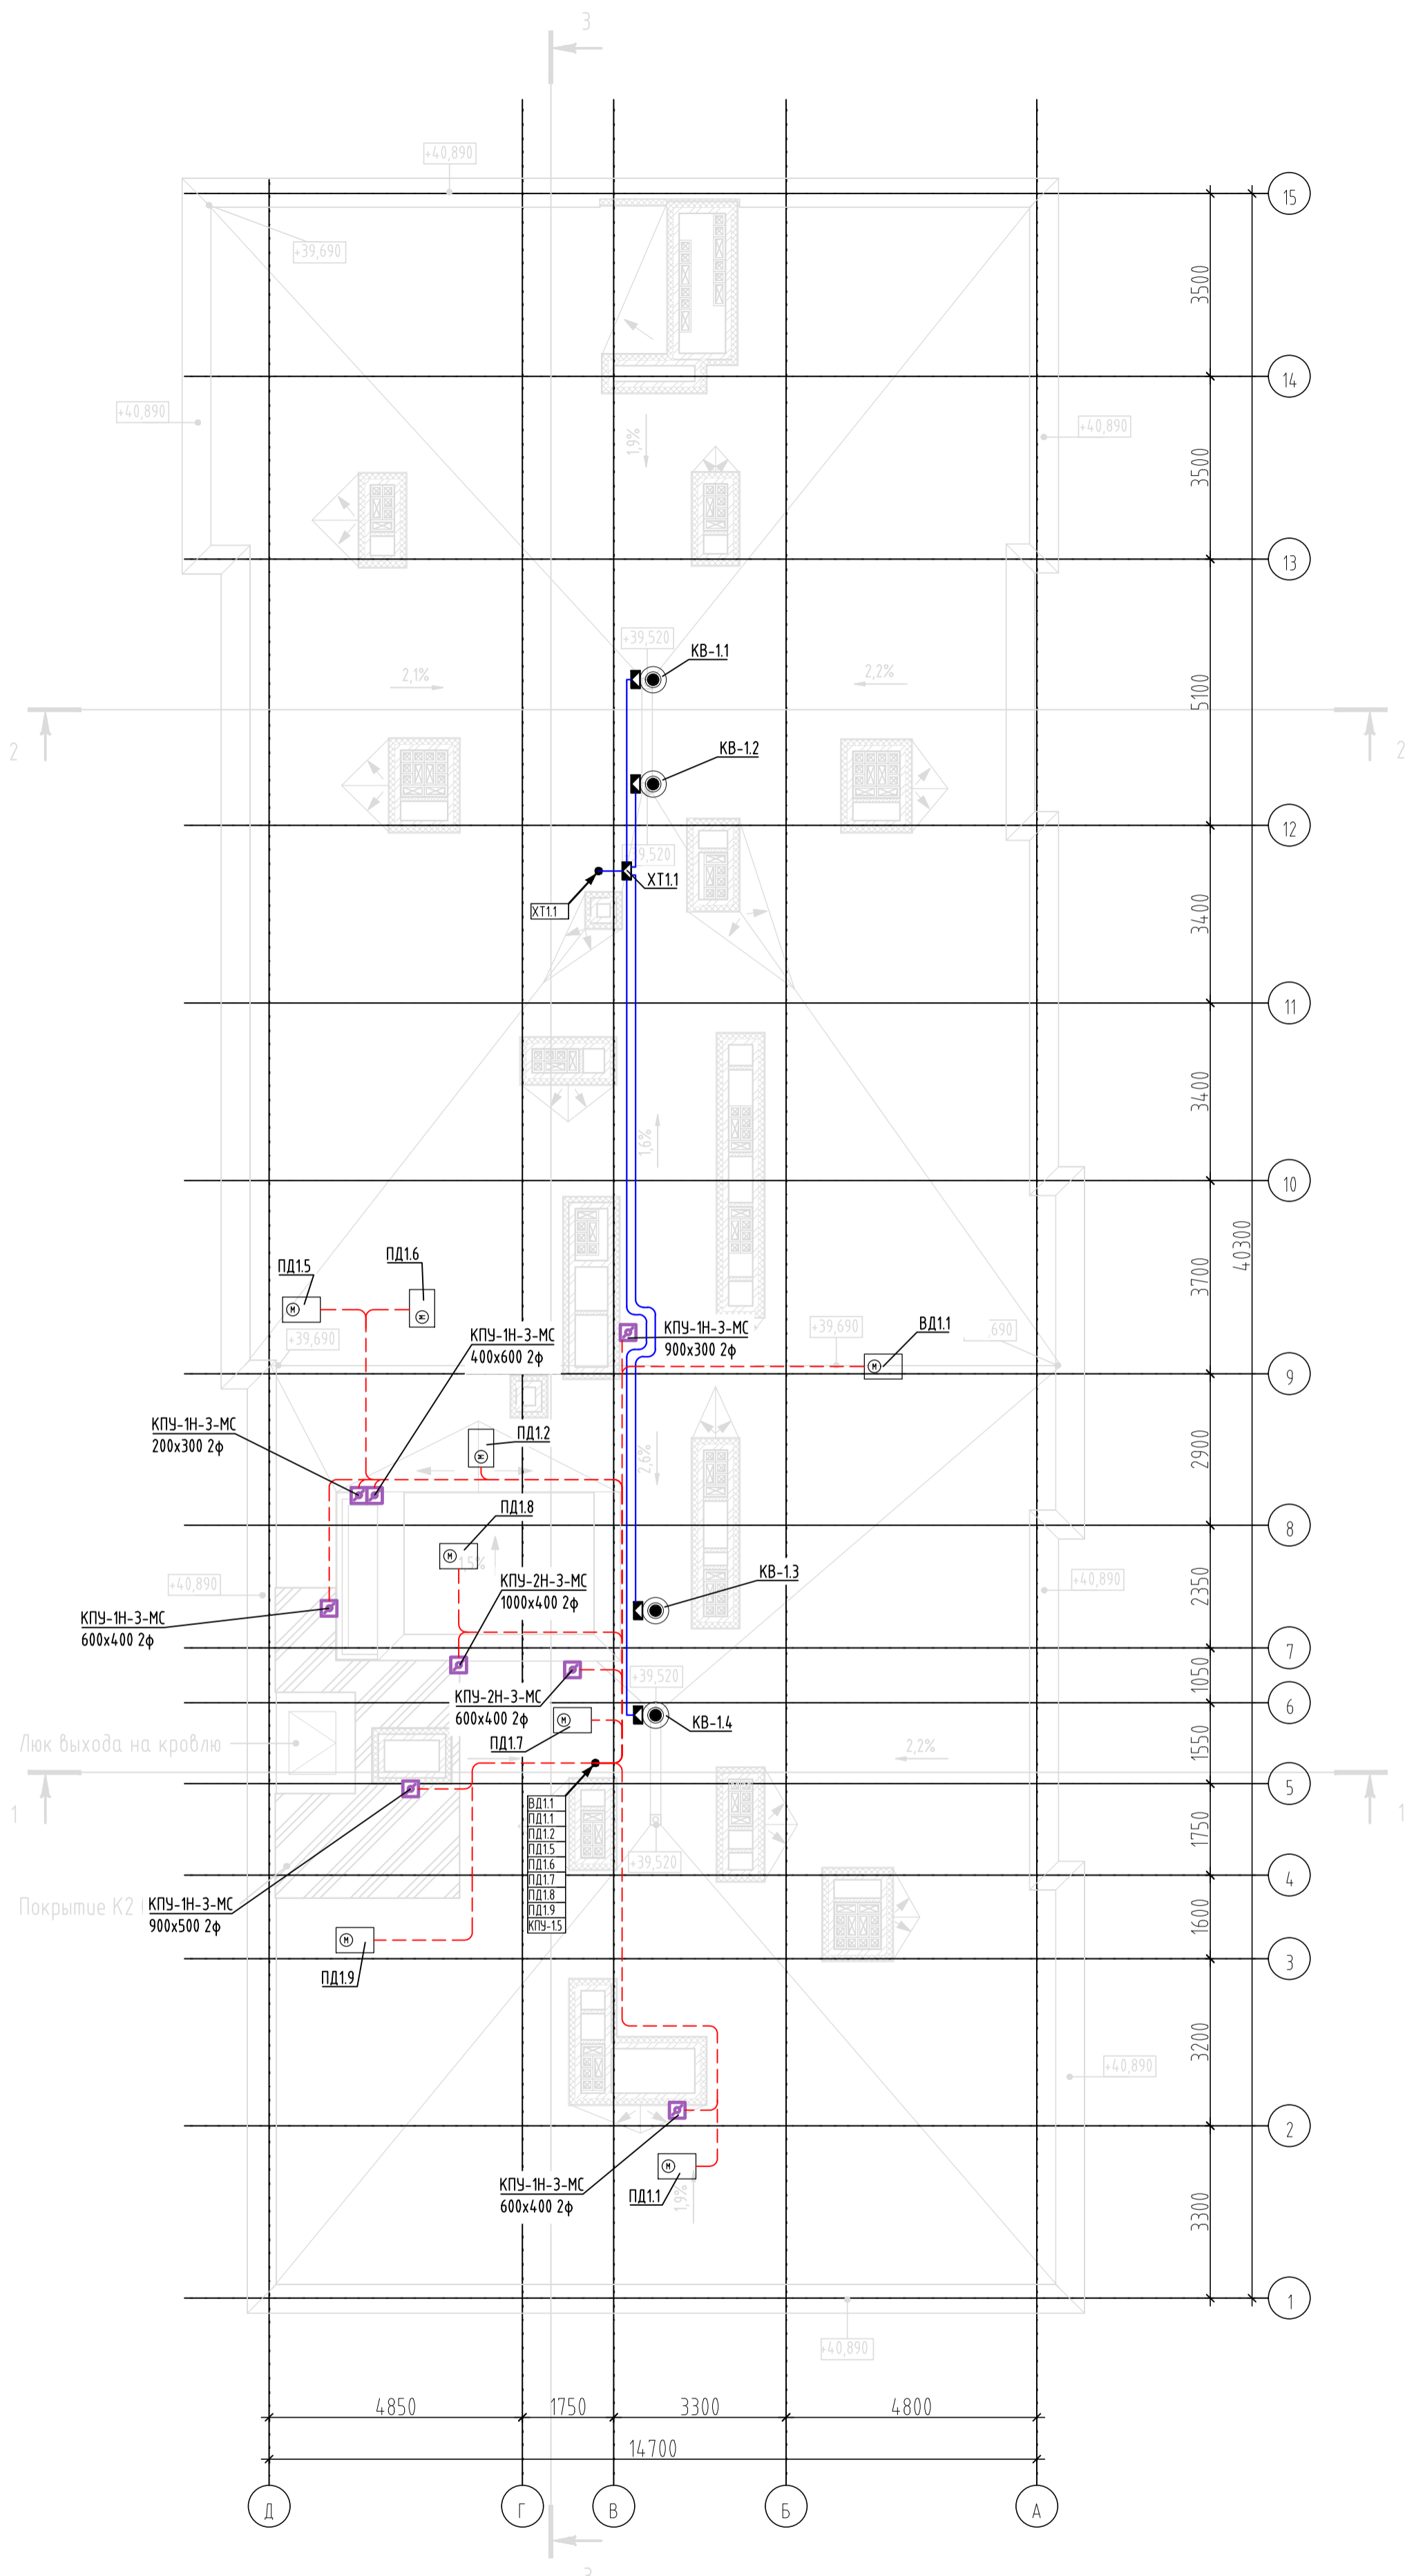 3
+40,890
15
+39,690
3500
14
+40,890
+40,890
1,9%
3500
13
+39,520
КВ-1.1
2,1%
2,2%
5100
2
2
КВ-1.2
12
39,520
ХТ1.1
ХТ1.1
3400
11
3400
1,6%
10
40300
ПД1.5
ПД1.6
3700
+39,690
КПУ-1Н-3-МС
400х600 2ф
КПУ-1Н-3-МС
900х300 2ф
+39,690
ВД1.1
690
9
КПУ-1Н-3-МС
200х300 2ф
ПД1.2
2,6%
2900
ПД1.8
8
15%
+40,890
КПУ-2Н-3-МС
1000х400 2ф
КВ-1.3
+40,890
2350
КПУ-1Н-3-МС
600х400 2ф
7
+39,520
1050
КПУ-2Н-3-МС
600х400 2ф
6
КВ-1.4
ПД1.7
Люк выхода на кровлю
2,2%
1550
5
1
1
ВД1.1
ПД1.1
ПД1.2
ПД1.5
ПД1.6
ПД1.7
ПД1.8
ПД1.9
КПУ-1.5
1750
+39,520
4
Покрытие К2
КПУ-1Н-3-МС
900х500 2ф
1600
3
ПД1.9
3200
+40,890
2
КПУ-1Н-3-МС
600х400 2ф
ПД1.1
1,9%
3300
1
+40,890
4850
1750
3300
4800
14700
Д
Г
В
Б
А